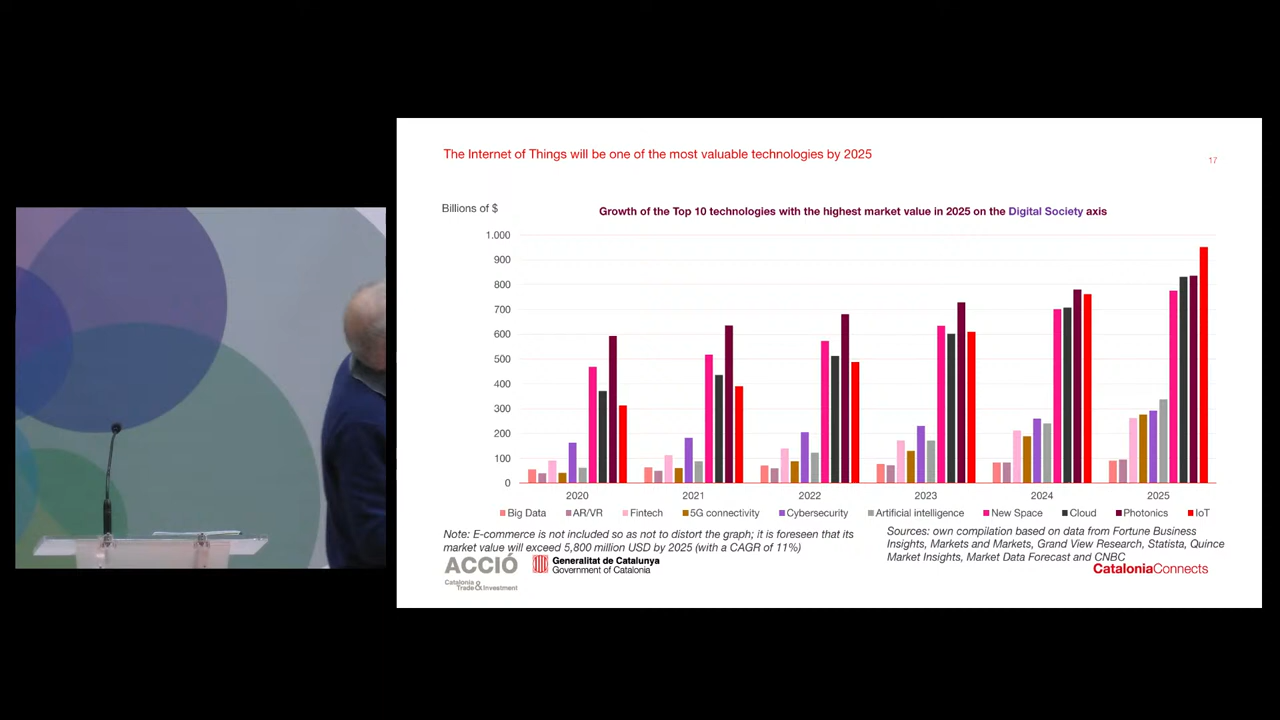 The Internet of Things will be one of the most valuable technologies by 2025
17
Billions of $
Growth of the Top 10 technologies with the highest market value in 2025 on the Digital Society axis
1.000
900
800
700
600
500
400
300
200
100
0
2020 2021 2022 2023 2024 2025
Big Data AR/VR Fintech 5G connectivity Cybersecurity Artificial intelligence New Space Cloud Photonics IoT
Note: E-commerce is not included so as not to distort the graph; it is foreseen that its
market value will exceed 5,800 million USD by 2025 (with a CAGR of 11%)
Sources: own compilation based on data from Fortune Business
Insights, Markets and Markets, Grand View Research, Statista, Quince
Market Insights, Market Data Forecast and CNBC
ACCIÓ
Catalonia
Trade & Investment
Generalitat de Catalunya
Government of Catalonia
CataloniaConnects